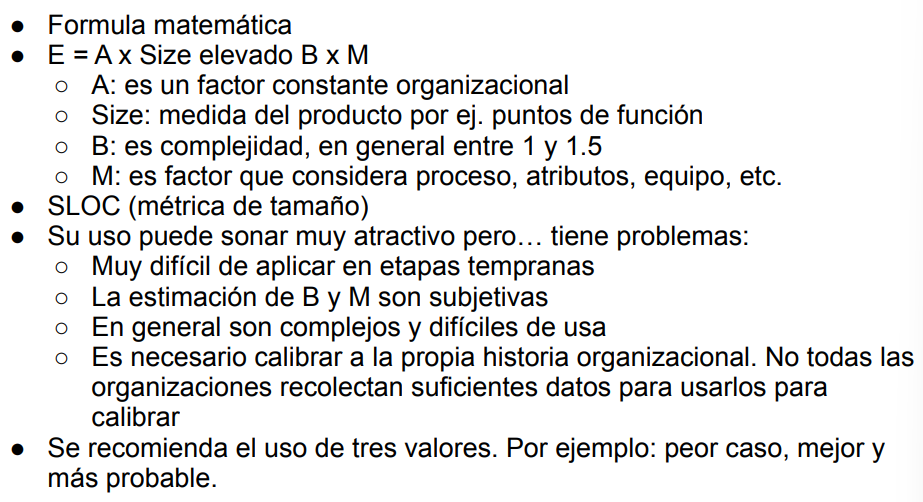 ● Formula matemática
● E = A x Size elevado B x M
○ A: es un factor constante organizacional
○ Size: medida del producto por ej. puntos de función
○ B: es complejidad, en general entre 1 y 1.5
○ M: es factor que considera proceso, atributos, equipo, etc.
● SLOC (métrica de tamaño)
● Su uso puede sonar muy atractivo pero… tiene problemas:
○ Muy difícil de aplicar en etapas tempranas
○ La estimación de B y M son subjetivas
○ En general son complejos y difíciles de usa
○ Es necesario calibrar a la propia historia organizacional. No todas las
organizaciones recolectan suficientes datos para usarlos para
calibrar
● Se recomienda el uso de tres valores. Por ejemplo: peor caso, mejor y
más probable.